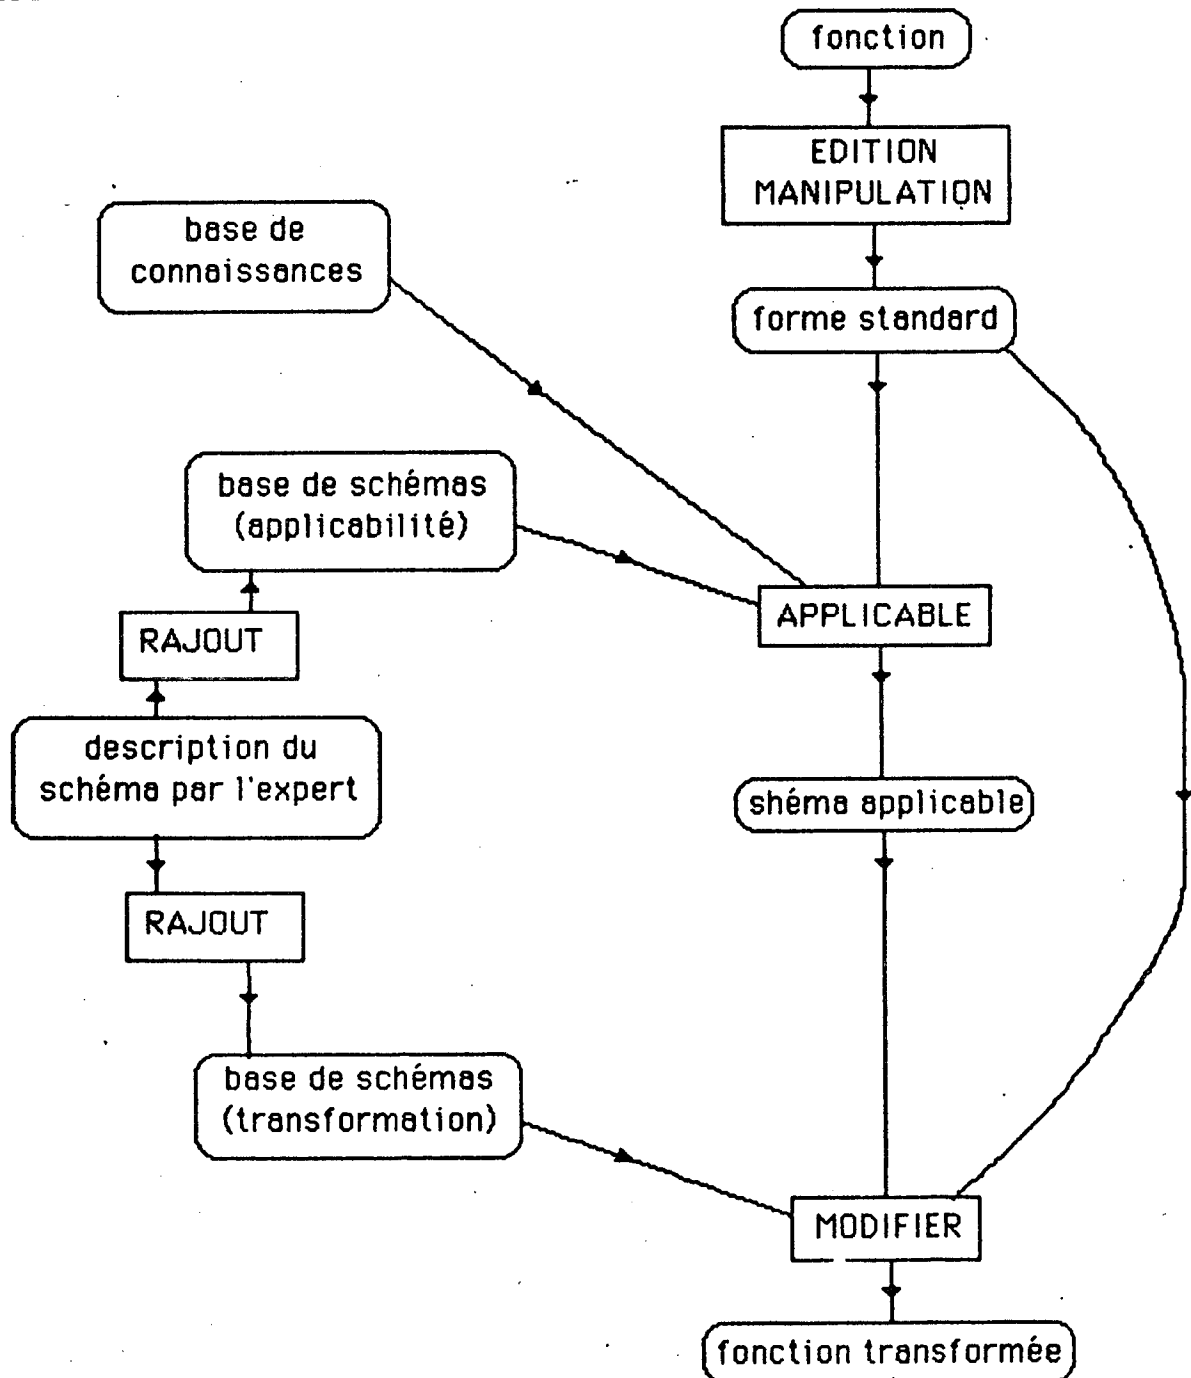 fonction
EDITION
MANIPULATION
base de
connaissances
forme standard
base de schémas
(applicabilité)
APPLICABLE
RAJOUT
description du
schéma par l'expert
shéma applicable
RAJOUT
base de schémas
(transformation)
MODIFIER
fonction transformée